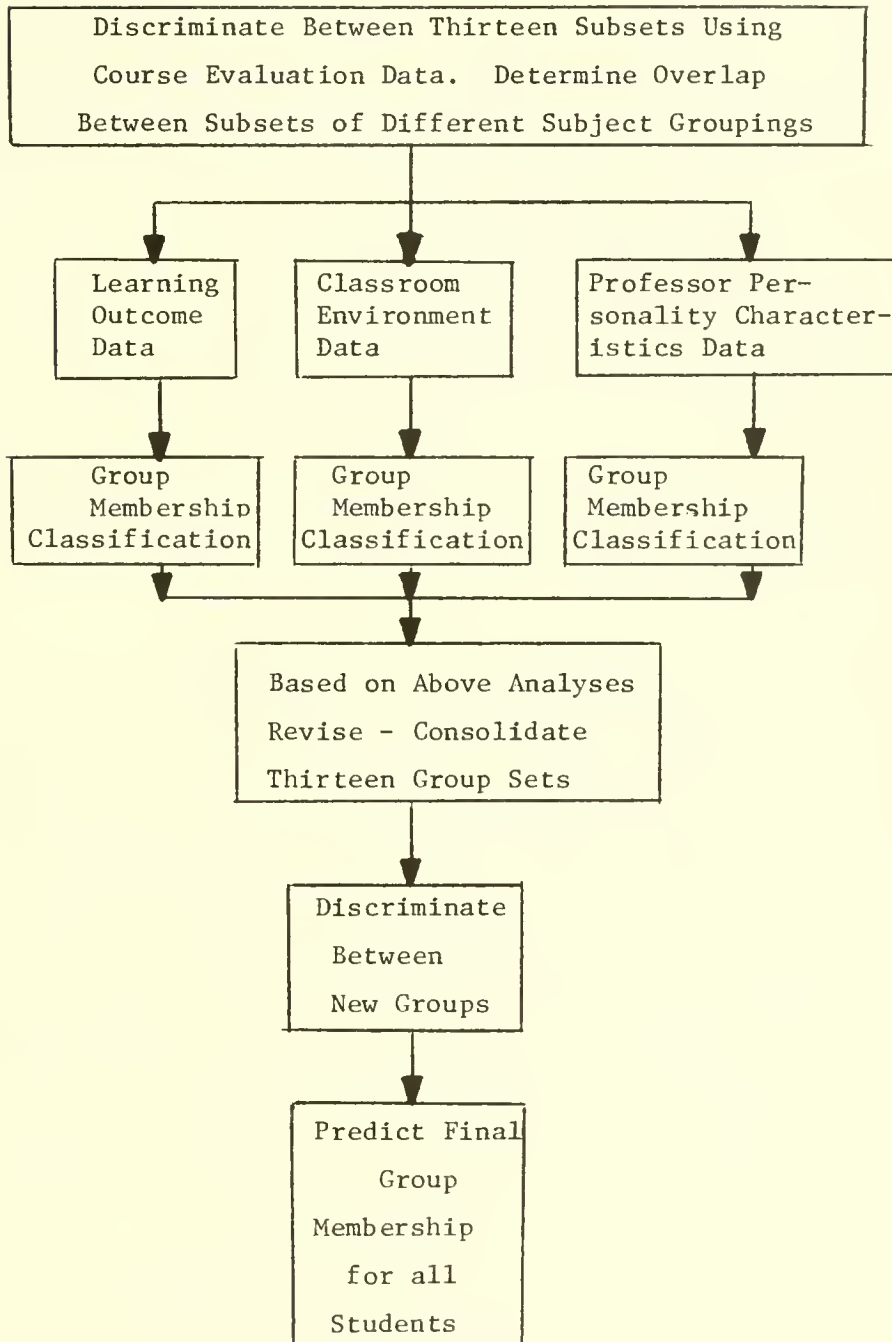 Discriminate Between Thirteen Subsets Using
Course Evaluation Data. Determine Overlap
Between Subsets of Different Subject Groupings
Learning
Outcome
Data
Classroom
Environment
Data
Professor Per-
sonality Character-
istics Data
Group
Membership
Classification
Group
Membership
Classification
Group
Membership
Classification
Based on Above Analyses
Revise - Consolidate
Thirteen Group Sets
Discriminate
Between
New Groups
Predict Final
Group
Membership
for all
Students